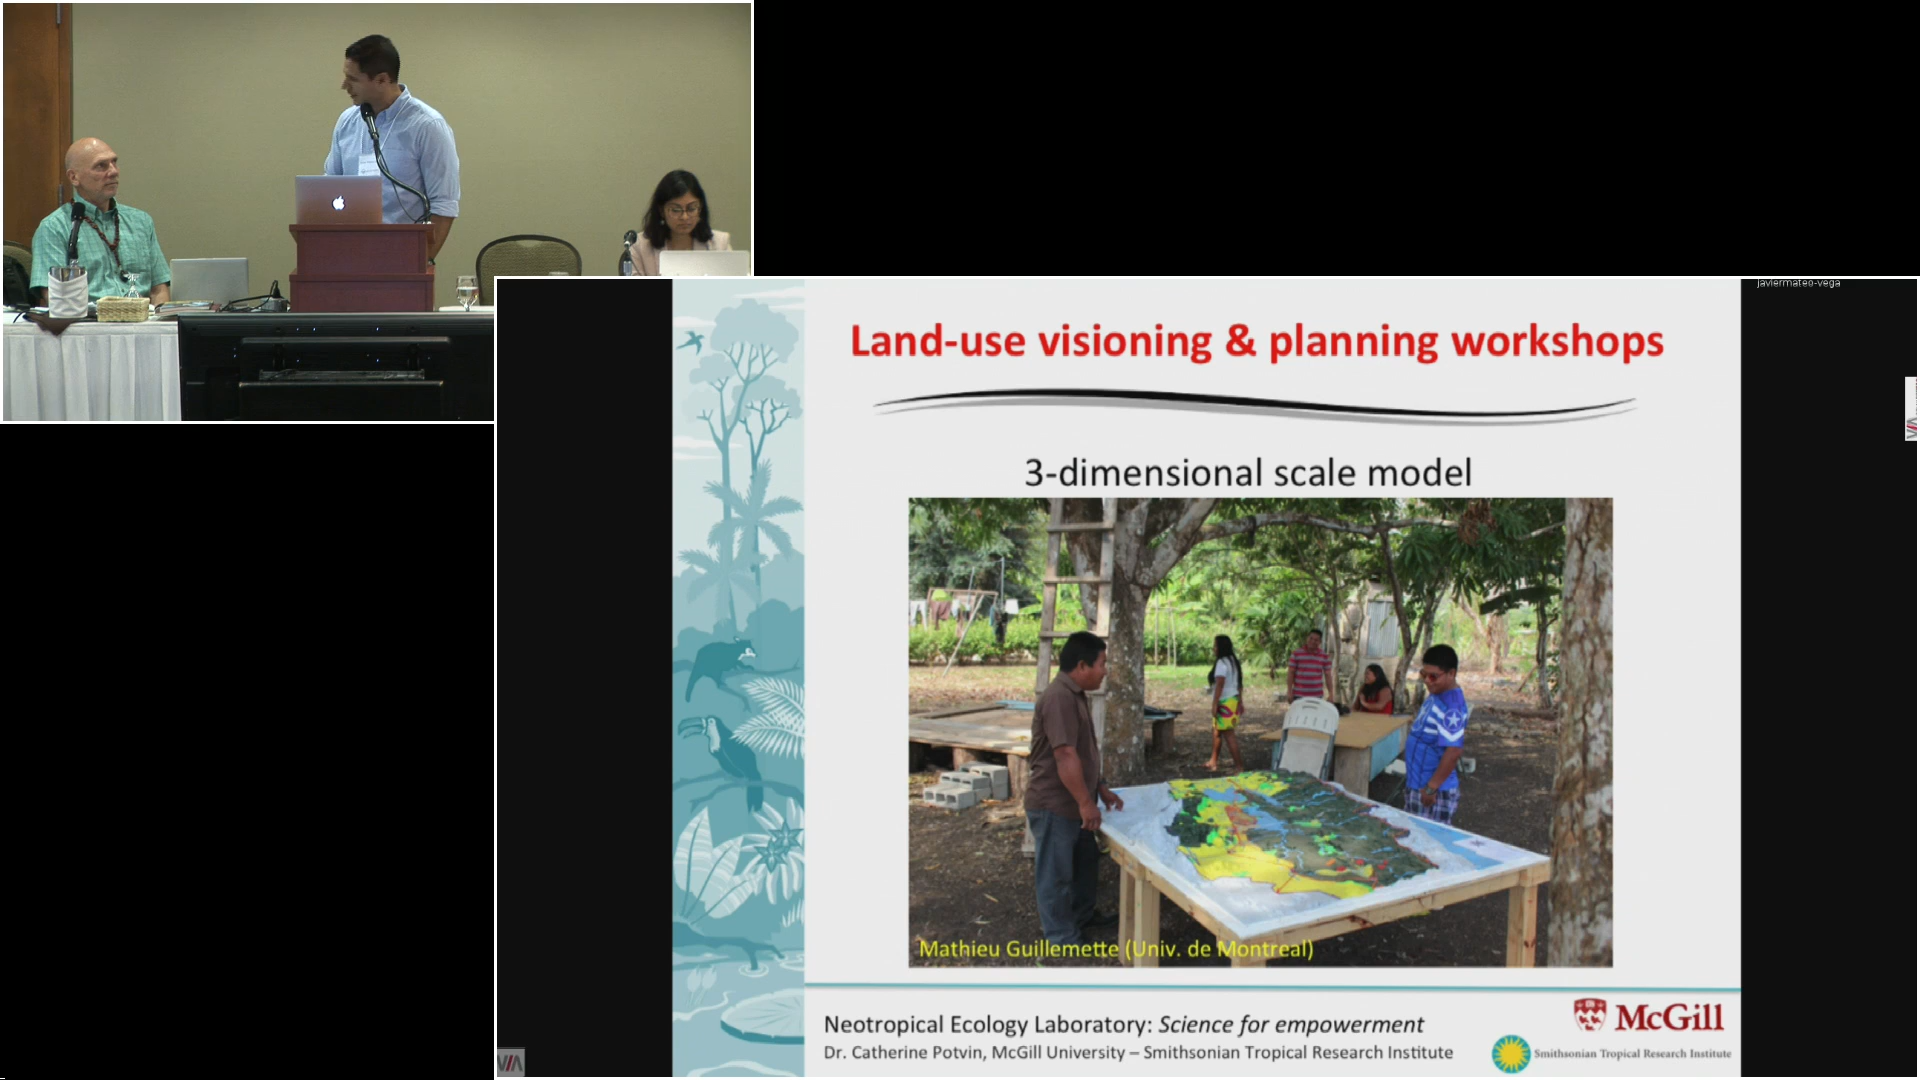 javiermateo-vega
Land-use visioning & planning workshops
3-dimensional scale model
Mathieu Guillemette (Univ. de Montreal)
Neotropical Ecology Laboratory: Science for empowerment
Dr. Catherine Potvin, McGill University – Smithsonian Tropical Research Institute
McGill
Smithsonian Tropical Research Institute